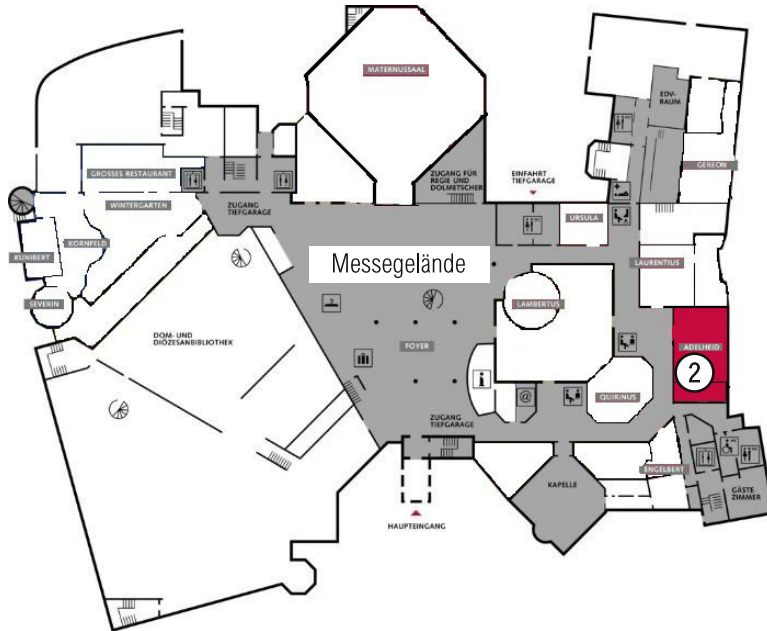 MATERNUSSAAL
EDV-
RAUM
GEREON
GROSSES RESTAURANT
ZUGANG FÜR
REGIE UND
DOLMETSCHER
EINFAHRT
TIEFGARAGE
WINTERGARTEN
ZUGANG
TIEFGARAGE
URSULA
KORNFELD
KUNIBERT
Messegelände
LAURENTIUS
SEVERIN
LAMBERTUS
DOM- UND
DIÖZESANBIBLIOTHEK
FOYER
ADELHEID
2
i
@
QUIRINUS
ZUGANG
TIEFGARAGE
ENGELBERT
KAPELLE
GÄSTE
ZIMMER
HAUPTEINGANG